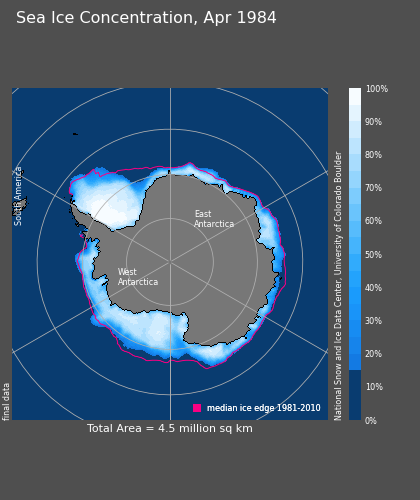 Sea Ice Concentration, Apr 1984
South America
East
Antarctica
West
Antarctica
final data
median ice edge 1981-2010
Total Area = 4.5 million sq km
National Snow and Ice Data Center, University of Colorado Boulder
100%
90%
80%
70%
60%
50%
40%
30%
20%
10%
0%